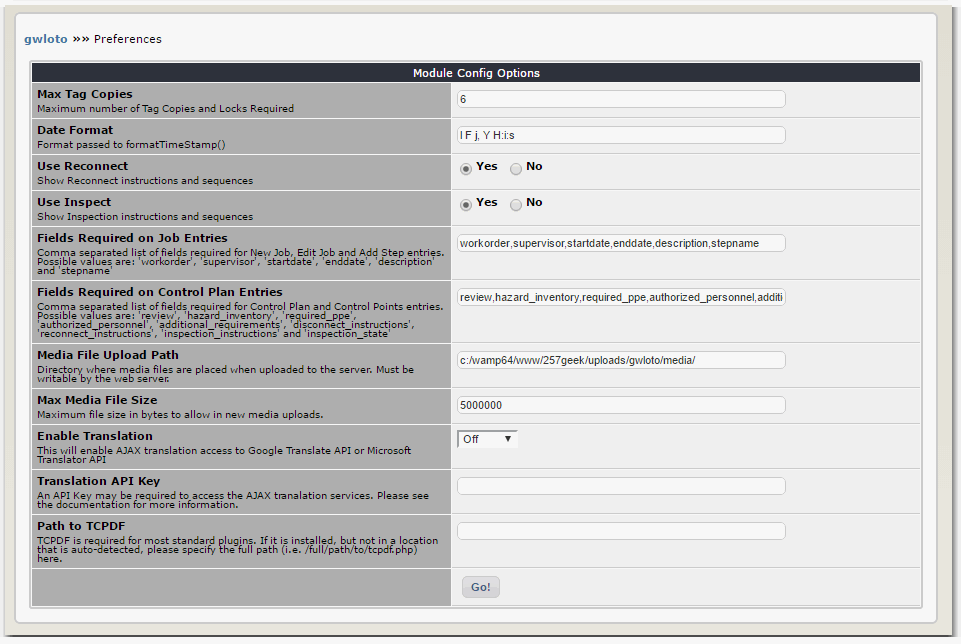 gwloto »» Preferences
Module Config Options
Max Tag Copies
Maximum number of Tag Copies and Locks Required
6
Date Format
Format passed to formatTimeStamp()
l F j, Y H:i:s
Use Reconnect
Show Reconnect instructions and sequences
Yes No
Use Inspect
Show Inspection instructions and sequences
Yes No
Fields Required on Job Entries
Comma separated list of fields required for New Job, Edit Job and Add Step entries.
Possible values are: 'workorder', 'supervisor', 'startdate', 'enddate', 'description'
and 'stepname'
workorder,supervisor,startdate,enddate,description,stepname
Fields Required on Control Plan Entries
Comma separated list of fields required for Control Plan and Control Points entries.
Possible values are: 'review', 'hazard_inventory', 'required_ppe',
'authorized_personnel', 'additional_requirements', 'disconnect_instructions',
'reconnect_instructions', 'inspection_instructions' and 'inspection_state'
review,hazard_inventory,required_ppe,authorized_personnel,additi
Media File Upload Path
Directory where media files are placed when uploaded to the server. Must be
writable by the web server.
c:/wamp64/www/257geek/uploads/gwloto/media/
Max Media File Size
Maximum file size in bytes to allow in new media uploads.
5000000
Enable Translation
This will enable AJAX translation access to Google Translate API or Microsoft
Translator API
Off
Translation API Key
An API Key may be required to access the AJAX tranalation services. Please see
the documentation for more information.
Path to TCPDF
TCPDF is required for most standard plugins. If it is installed, but not in a location
that is auto-detected, please specify the full path (i.e. /full/path/to/tcpdf.php)
here.
Go!